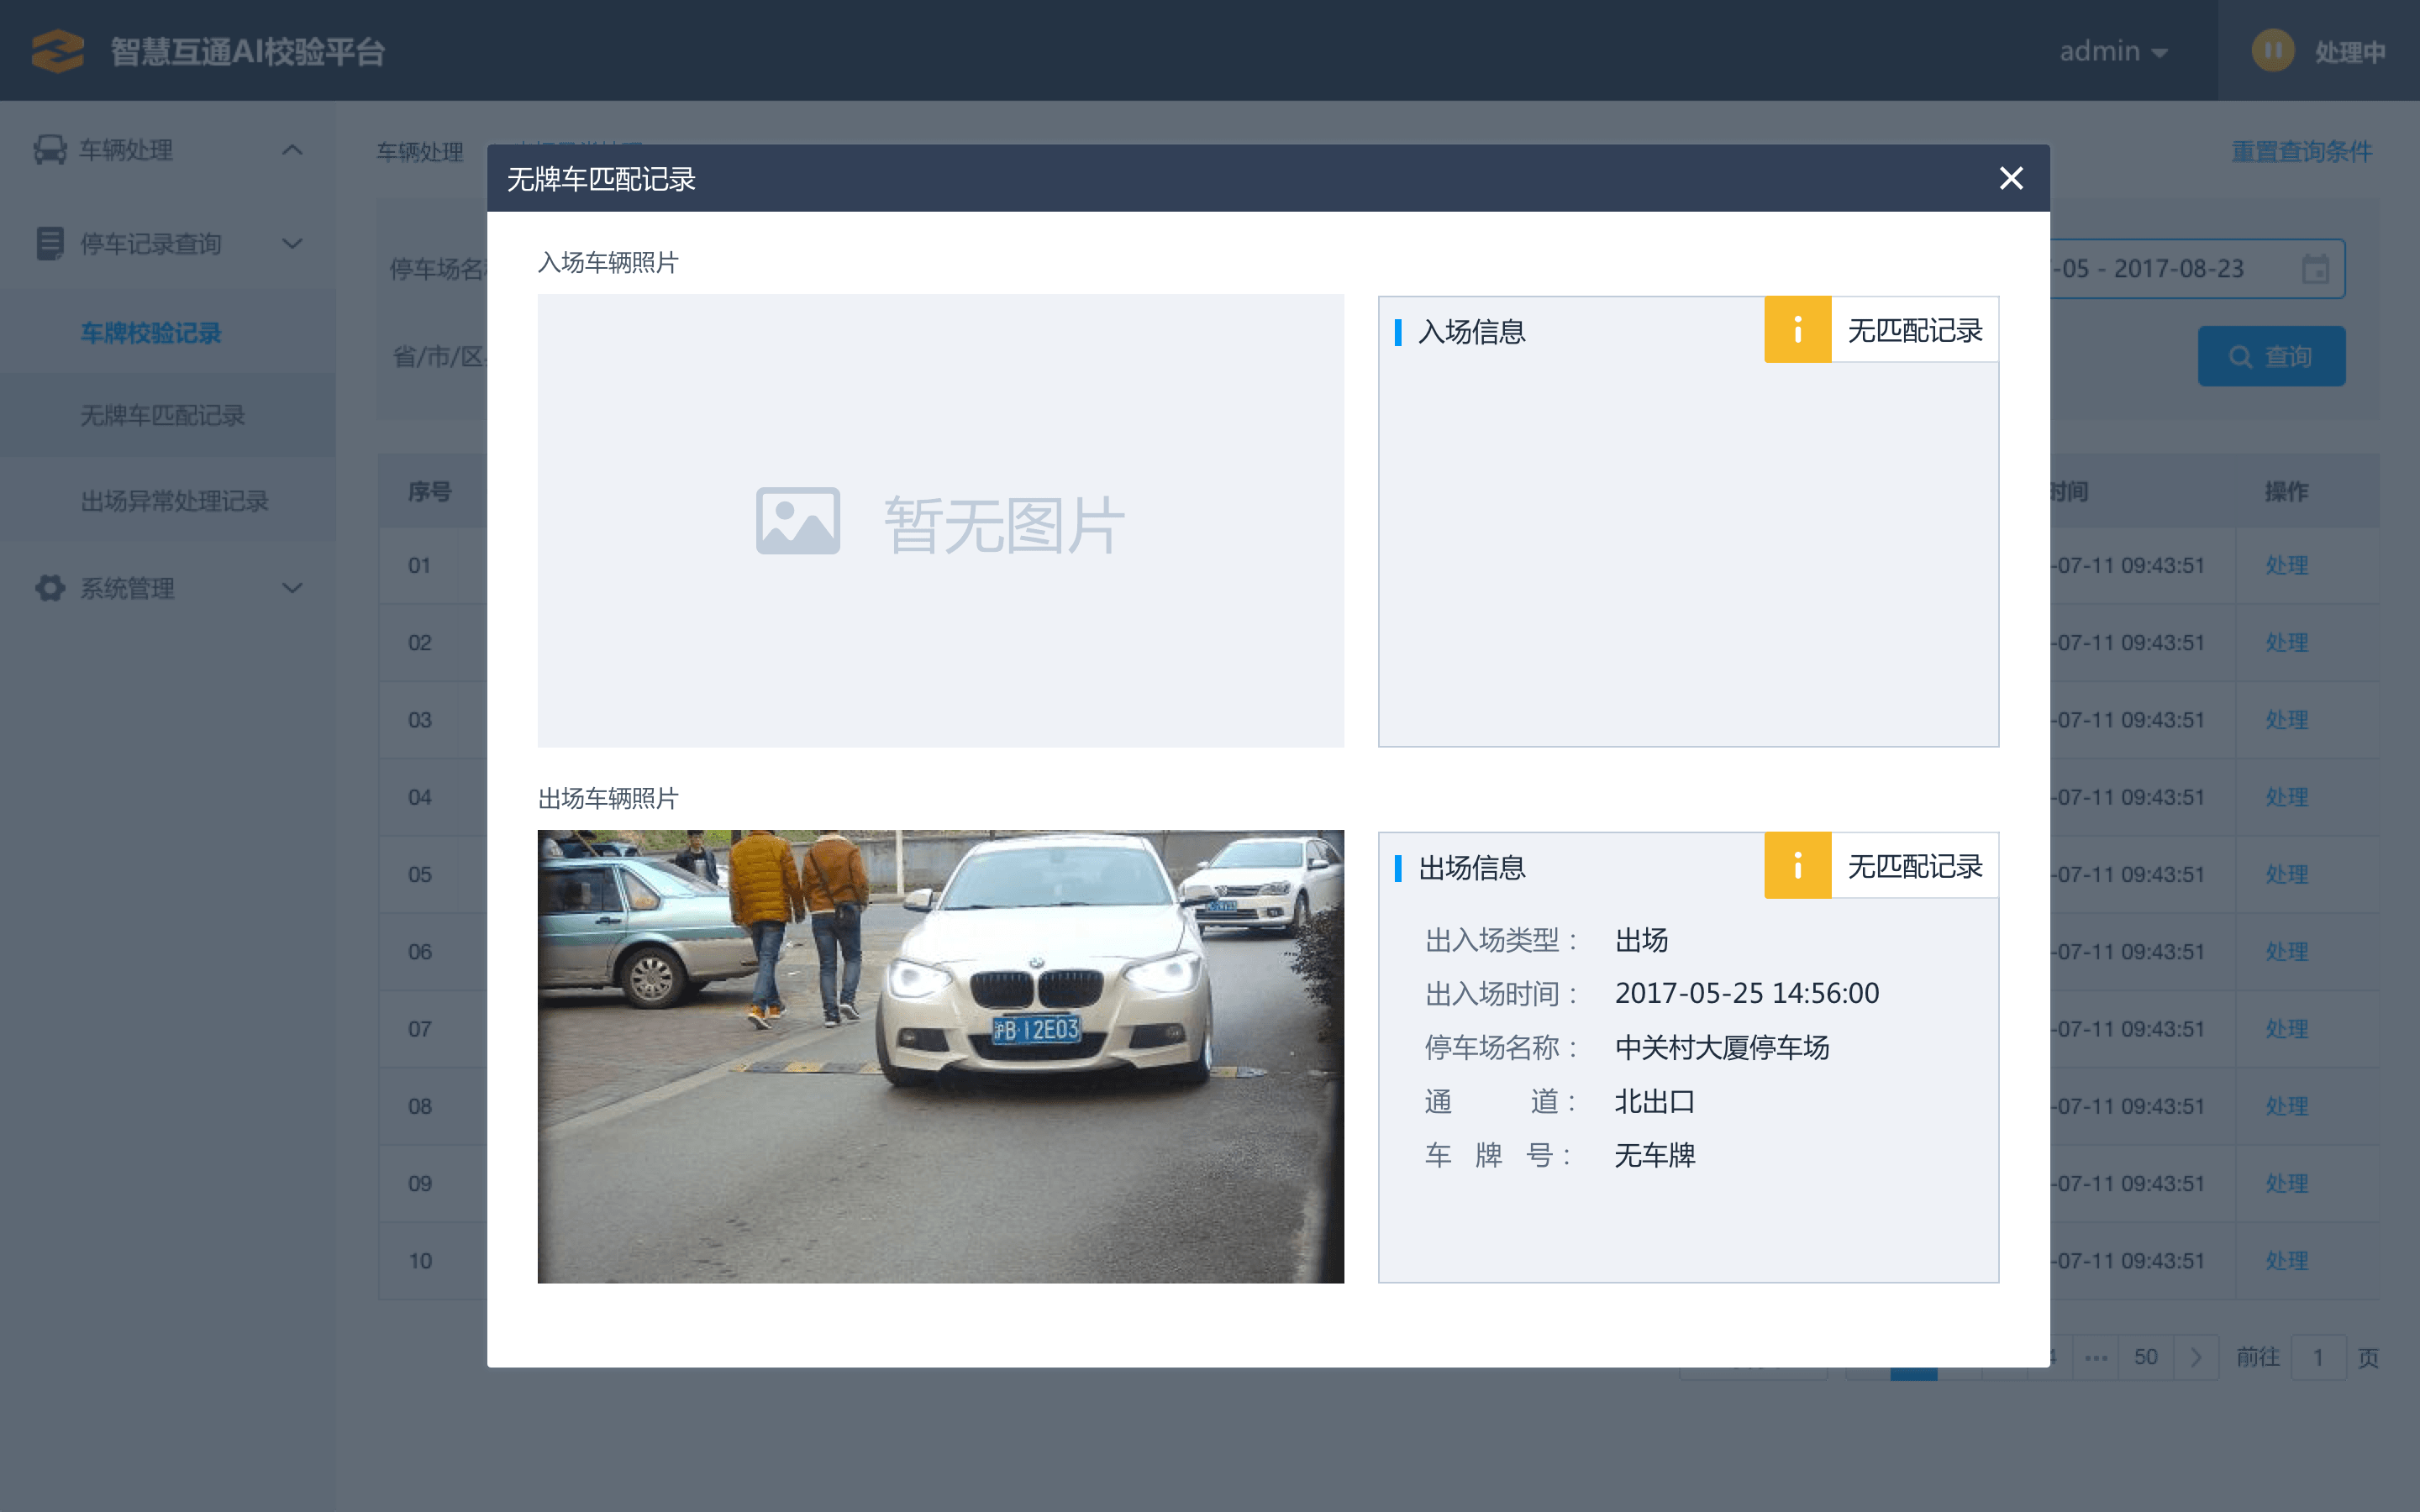 智慧互通AI校验平台
admin
处理中
车辆处理
停车记录查询
车牌校验记录
无牌车匹配记录
出场异常处理记录
系统管理
车辆处理
重置查询条件
停车场名
-05 - 2017-08-23
省/市/区
查询
序号
时间
操作
01
-07-11 09:43:51
处理
02
-07-11 09:43:51
处理
03
-07-11 09:43:51
处理
04
-07-11 09:43:51
处理
05
-07-11 09:43:51
处理
06
-07-11 09:43:51
处理
07
-07-11 09:43:51
处理
08
-07-11 09:43:51
处理
09
-07-11 09:43:51
处理
10
-07-11 09:43:51
处理
50
前往
1
页
无牌车匹配记录
入场车辆照片
暂无图片
入场信息
无匹配记录
出场车辆照片
沪B·12E03
出场信息
无匹配记录
出入场类型： 出场
出入场时间： 2017-05-25 14:56:00
停车场名称： 中关村大厦停车场
通 道： 北出口
车 牌 号： 无车牌